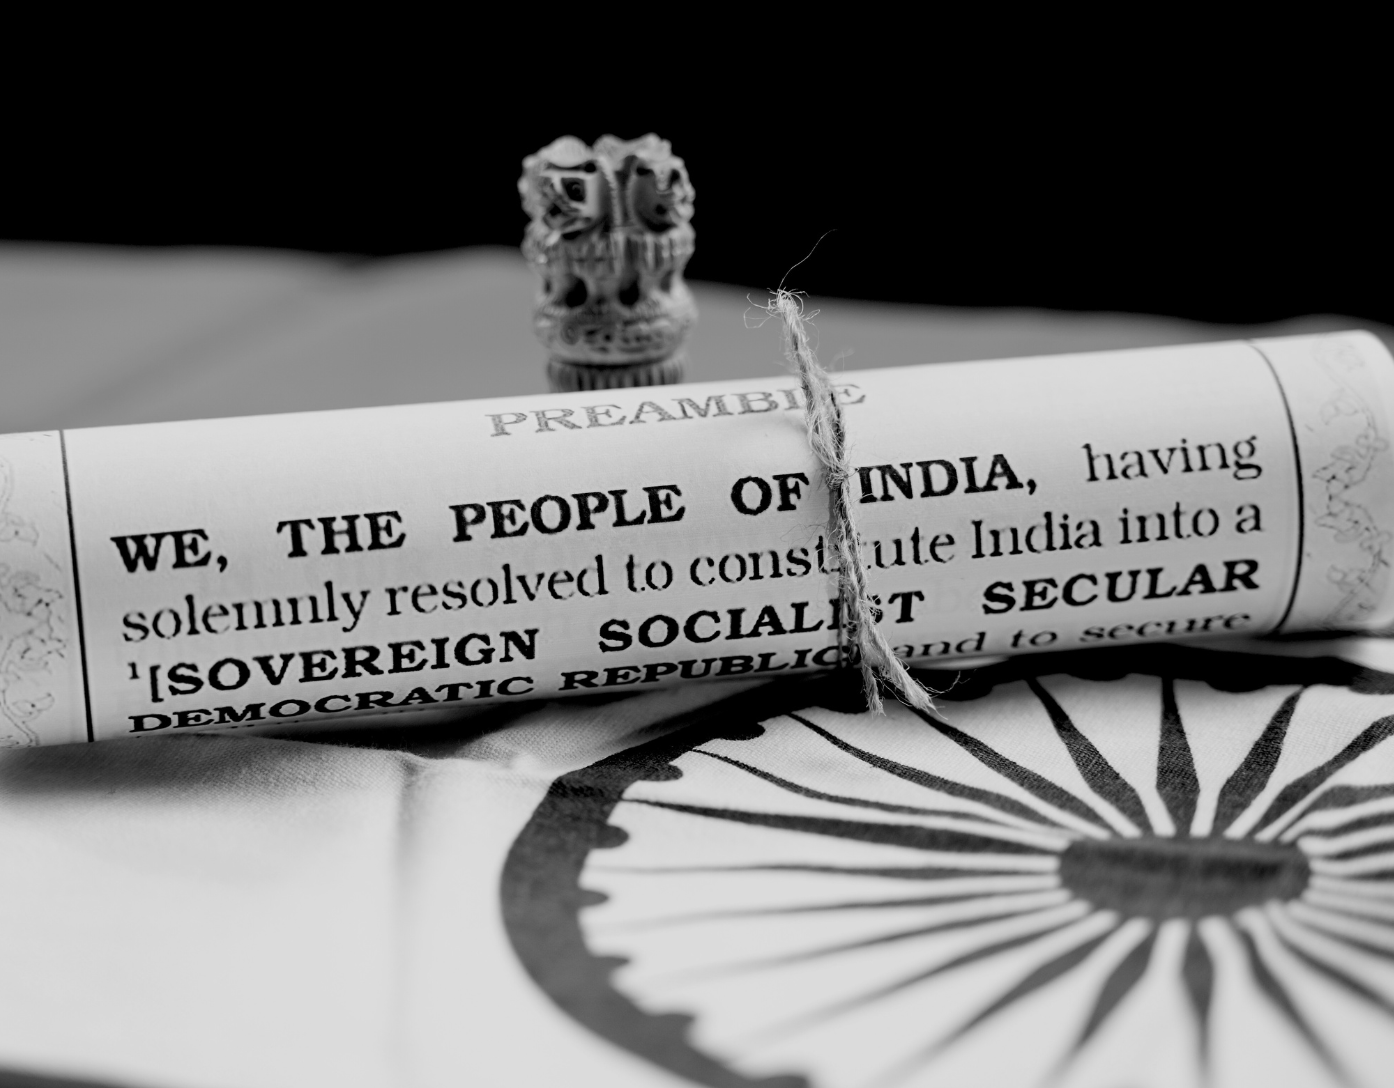 PREAMBLE
WE, THE PEOPLE OF INDIA, having
solemnly resolved to constitute India into a
¹[SOVEREIGN SOCIALIST SECULAR
DEMOCRATIC REPUBLIC] and to secure